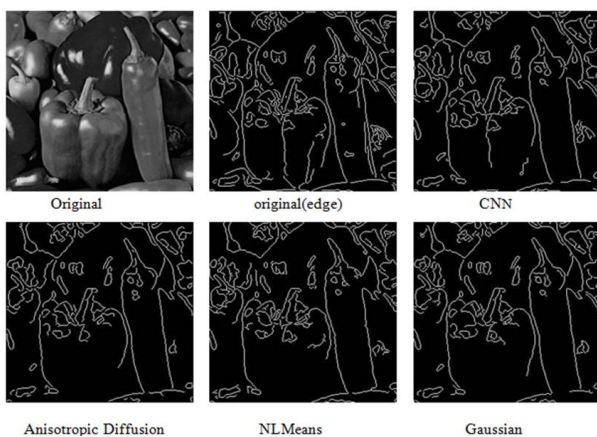 Original
original(edge)
CNN
Anisotropic Diffusion
NLMeans
Gaussian